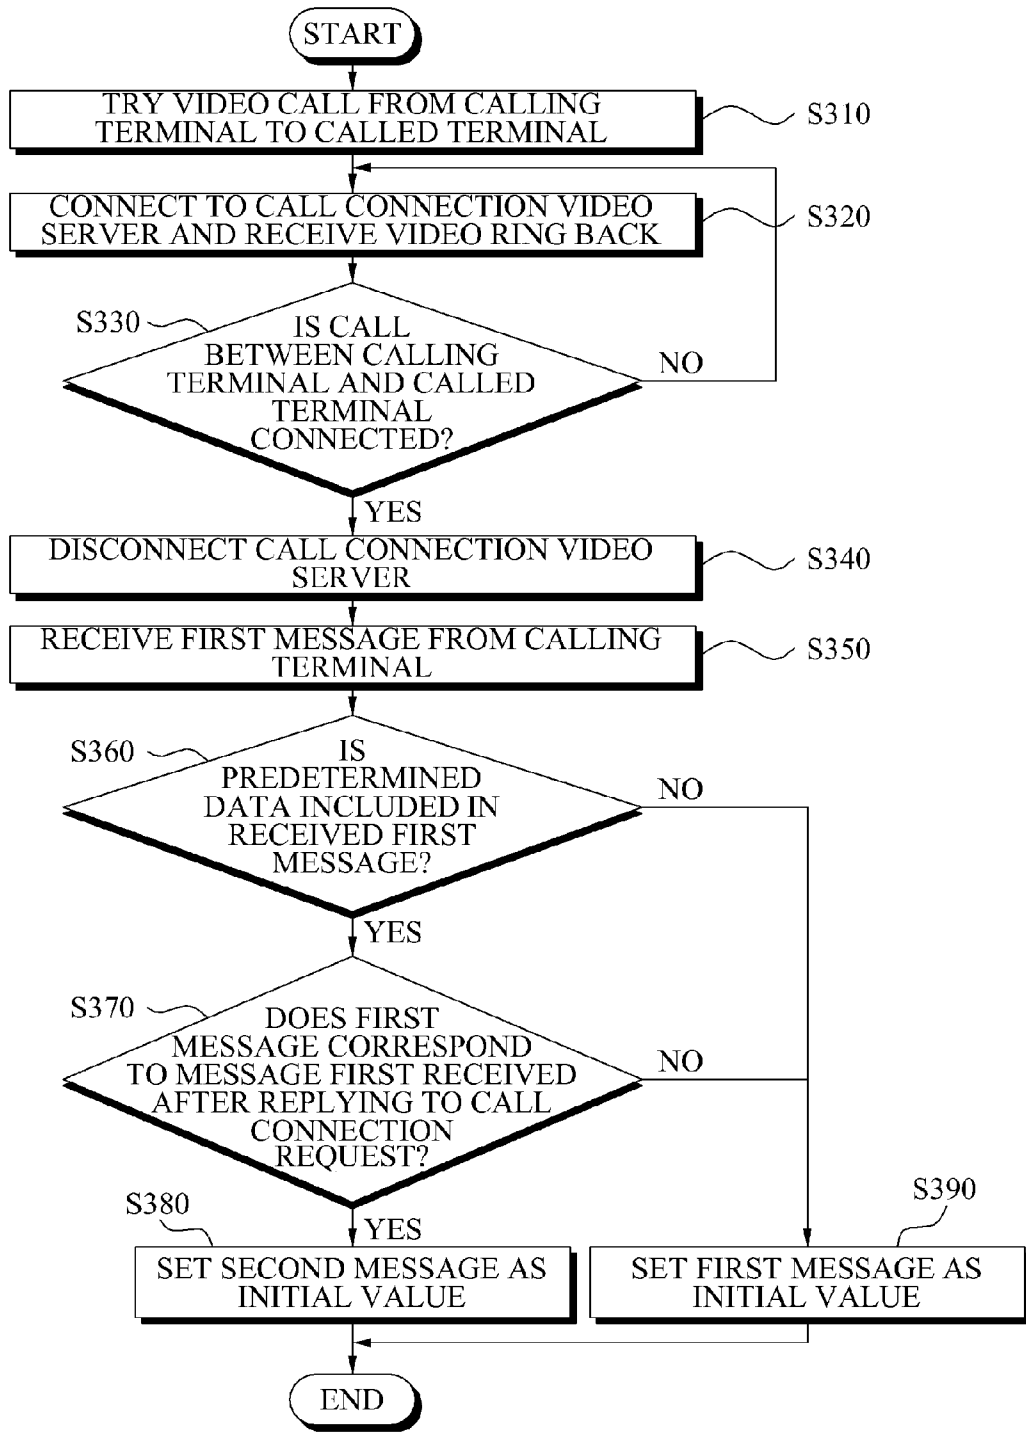 START
TRY VIDEO CALL FROM CALLING
TERMINAL TO CALLED TERMINAL
S310
CONNECT TO CALL CONNECTION VIDEO
SERVER AND RECEIVE VIDEO RING BACK
S320
S330
IS CALL
BETWEEN CALLING
TERMINAL AND CALLED
TERMINAL
CONNECTED?
NO
YES
DISCONNECT CALL CONNECTION VIDEO
SERVER
S340
RECEIVE FIRST MESSAGE FROM CALLING
TERMINAL
S350
S360
IS
PREDETERMINED
DATA INCLUDED IN
RECEIVED FIRST
MESSAGE?
NO
YES
S370
DOES FIRST
MESSAGE CORRESPOND
TO MESSAGE FIRST RECEIVED
AFTER REPLYING TO CALL
CONNECTION
REQUEST?
NO
YES
S380
SET SECOND MESSAGE AS
INITIAL VALUE
S390
SET FIRST MESSAGE AS
INITIAL VALUE
END